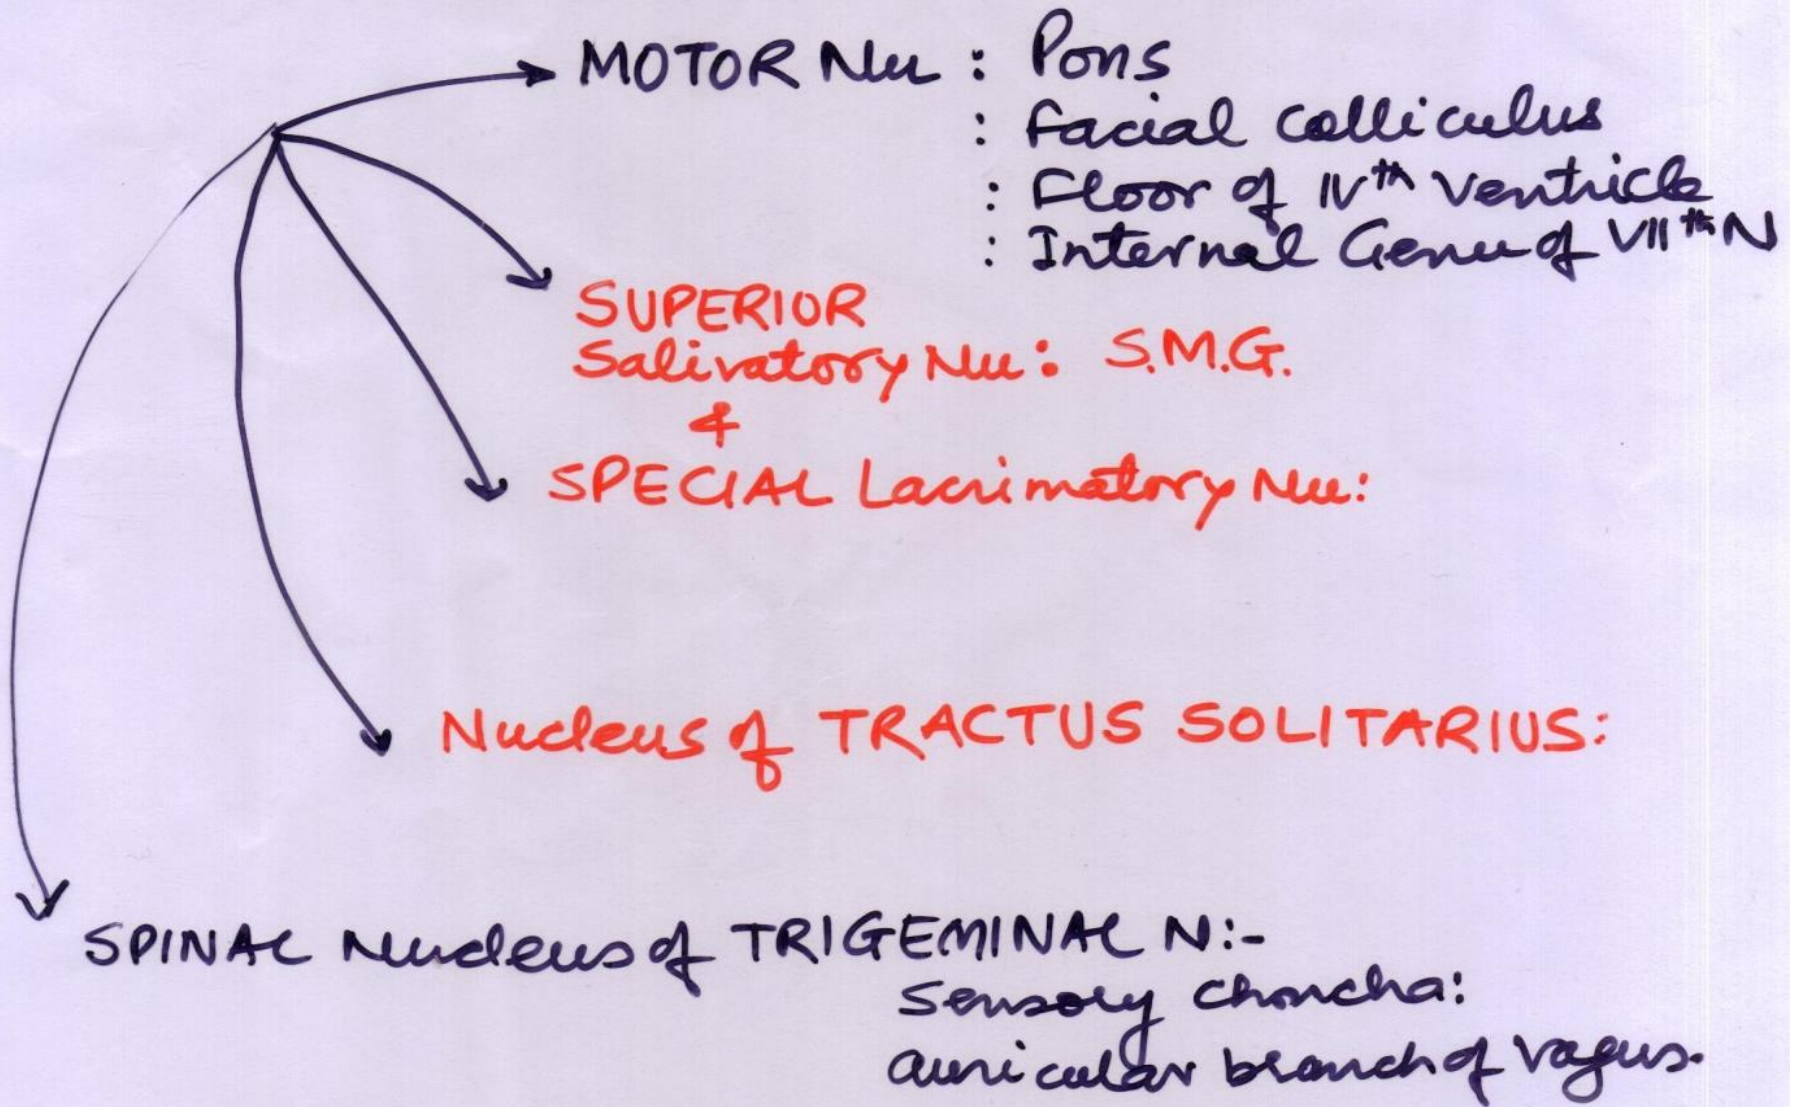 MOTOR Nu : Pons
: Facial Colliculus
: Floor of IVth Ventricle
: Internal Genu of VIIth N
SUPERIOR
Salivatory Nu: S.M.G.
&
SPECIAL Lacrimatory Nu:
Nucleus of TRACTUS SOLITARIUS:
SPINAL Nucleus of TRIGEMINAL N:-
Sensory Choncha:
auricular branch of Vagus.